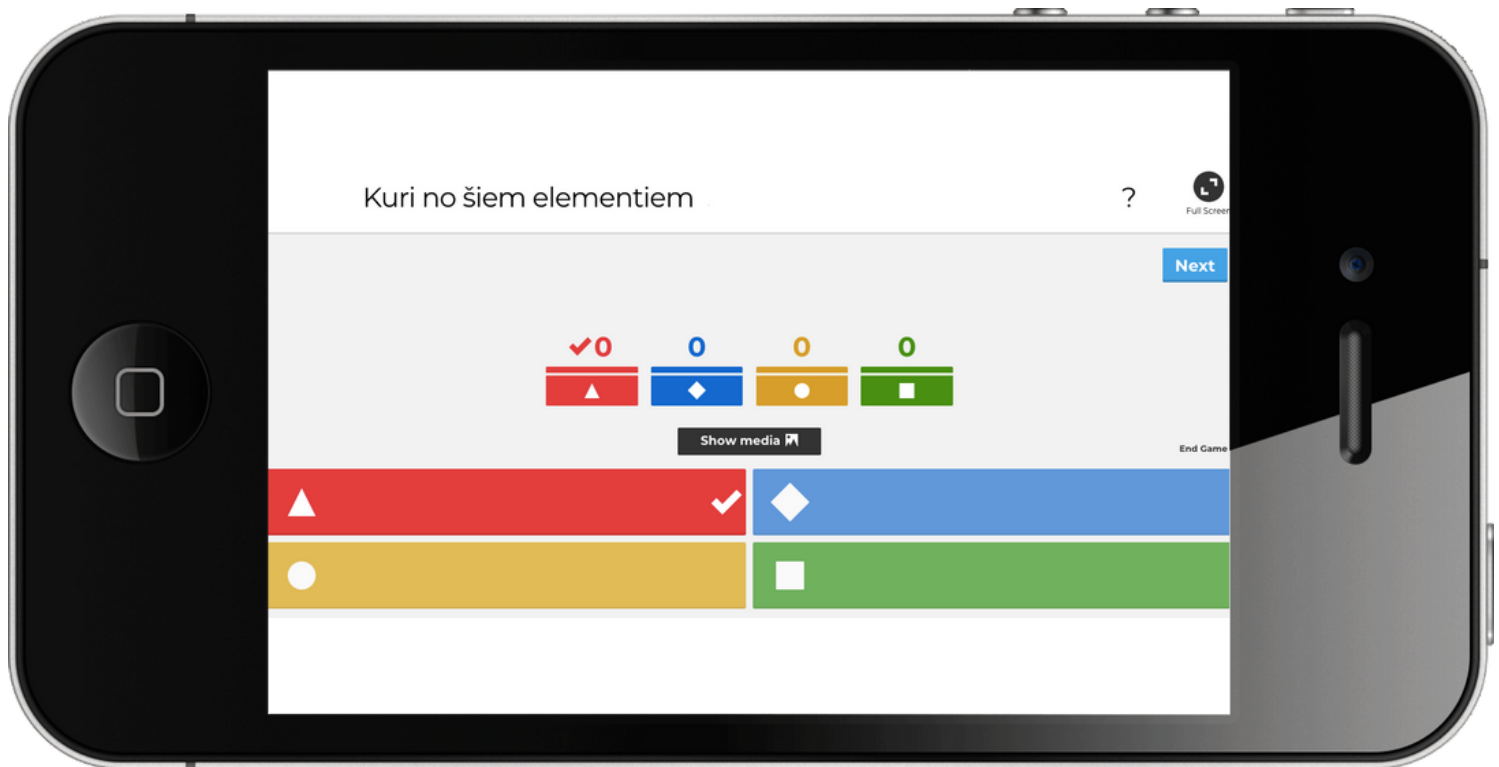 Kuri no šiem elementiem ?
Full Screen
Next
0 0 0 0
Show media
End Game